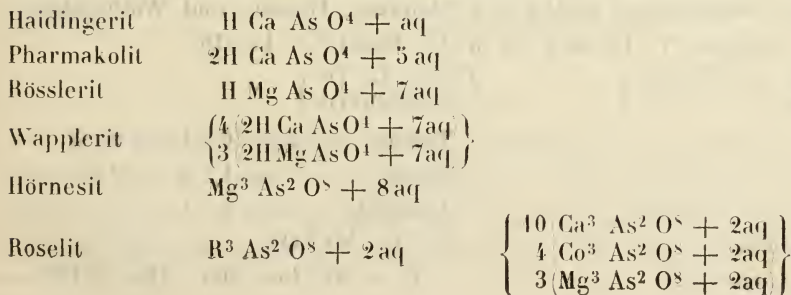 Haidingerit H Ca As O⁴ + aq
Pharmakolit 2H Ca As O⁴ + 5 aq
Rösslerit H Mg As O⁴ + 7 aq
Wapplerit {4 (2H Ca As O⁴ + 7aq)
3 (2H Mg As O⁴ + 7aq)}.
Hörnesit Mg³ As² O⁸ + 8 aq
Roselit R³ As² O⁸ + 2 aq {10 (Ca³ As² O⁸ + 2aq)
4 (Co³ As² O⁸ + 2aq)
3 (Mg³ As² O⁸ + 2aq)}